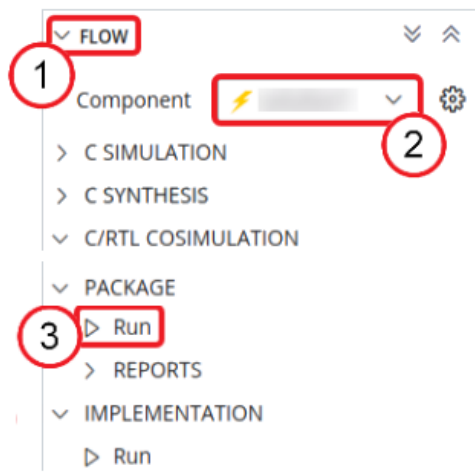 FLOW
1
Component
2
C SIMULATION
C SYNTHESIS
C/RTL COSIMULATION
PACKAGE
3
Run
REPORTS
IMPLEMENTATION
Run